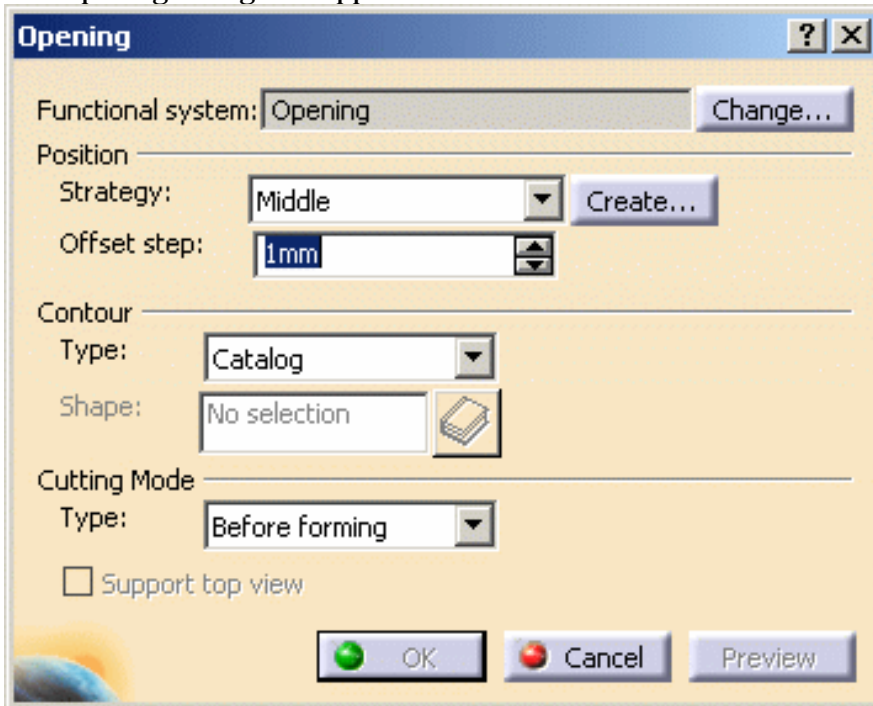 Opening
Functional system: Opening Change...
Position
Strategy: Middle Create...
Offset step: 1mm
Contour
Type: Catalog
Shape: No selection
Cutting Mode
Type: Before forming
Support top view
OK Cancel Preview